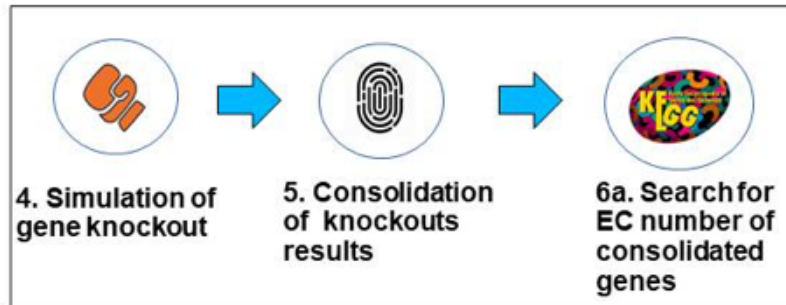 4. Simulation of
gene knockout
5. Consolidation
of knockouts
results
KEGG
6a. Search for
EC number of
consolidated
genes